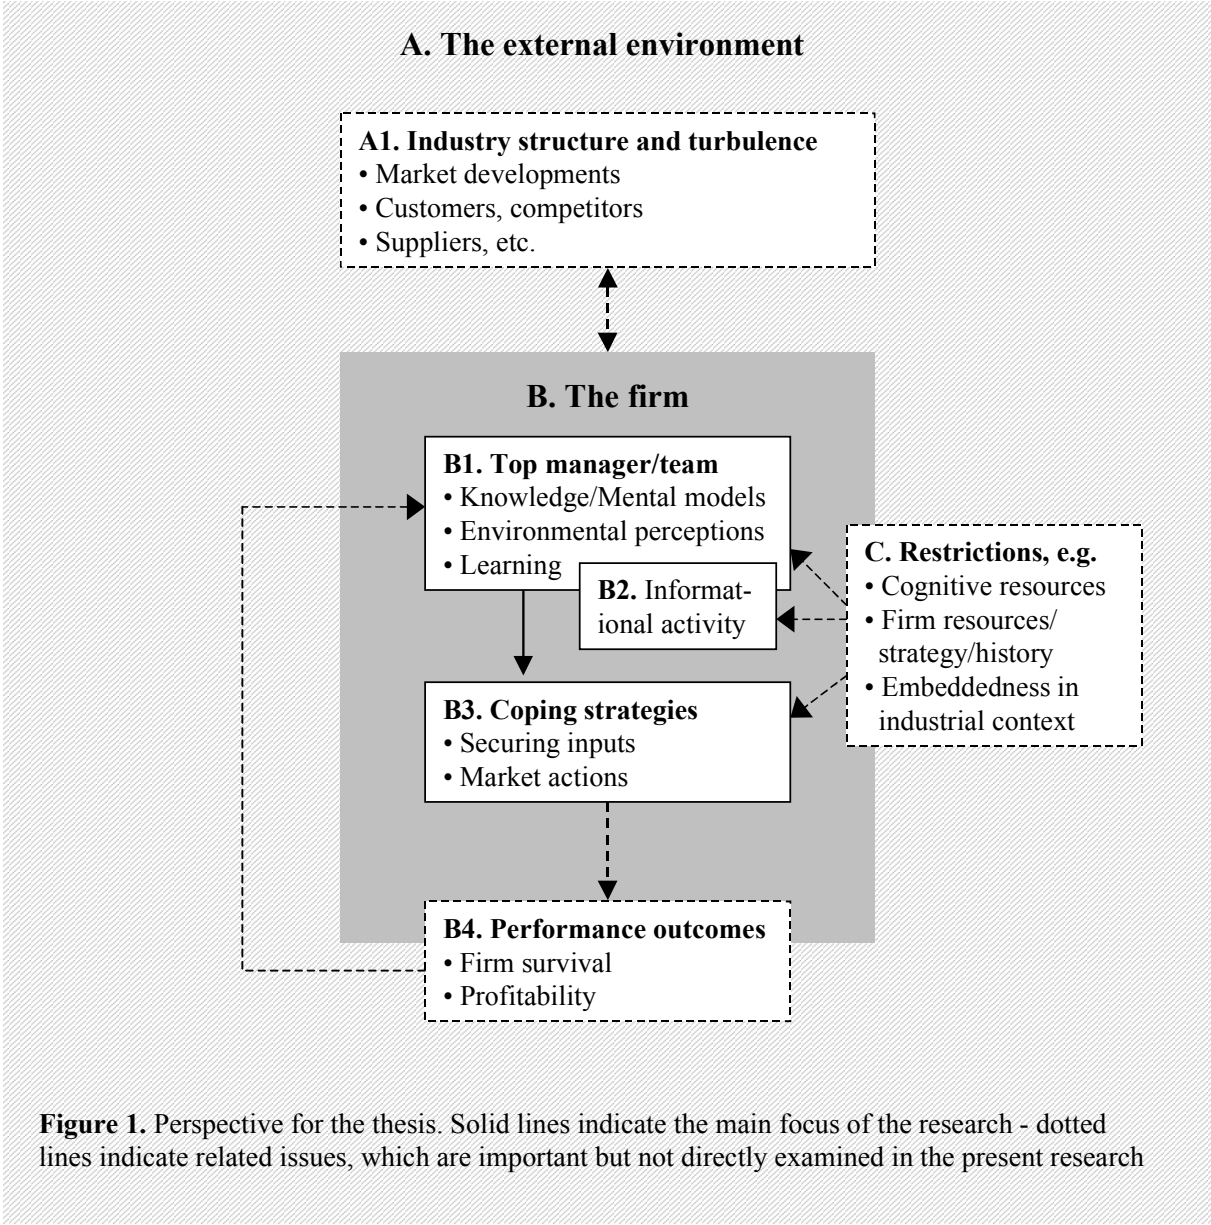 A. The external environment
A1. Industry structure and turbulence
• Market developments
• Customers, competitors
• Suppliers, etc.
B. The firm
B1. Top manager/team
• Knowledge/Mental models
• Environmental perceptions
• Learning
B2. Informat-
ional activity
C. Restrictions, e.g.
• Cognitive resources
• Firm resources/
strategy/history
• Embeddedness in
industrial context
B3. Coping strategies
• Securing inputs
• Market actions
B4. Performance outcomes
• Firm survival
• Profitability
Figure 1. Perspective for the thesis. Solid lines indicate the main focus of the research - dotted
lines indicate related issues, which are important but not directly examined in the present research